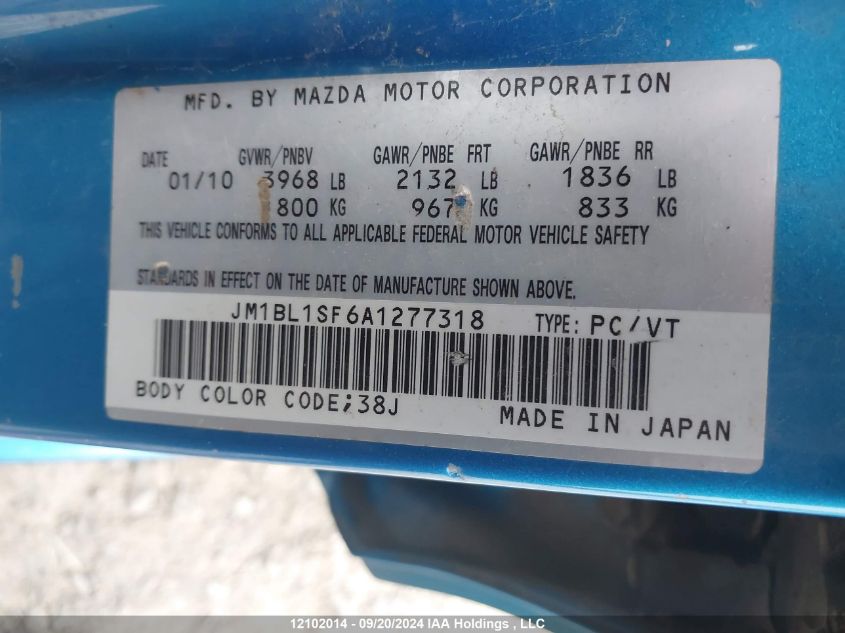 MFD. BY MAZDA MOTOR CORPORATION
DATE GVWR/PNBV GAWR/PNBE FRT GAWR/PNBE RR
01/10 3968 LB 2132 LB 1836 LB
1800 KG 967 KG 833 KG
THIS VEHICLE CONFORMS TO ALL APPLICABLE FEDERAL MOTOR VEHICLE SAFETY
STANDARDS IN EFFECT ON THE DATE OF MANUFACTURE SHOWN ABOVE.
JM1BL1SF6A1277318 TYPE: PC/VT
BODY COLOR CODE;38J
MADE IN JAPAN
12102014 - 09/20/2024 IAA Holdings , LLC